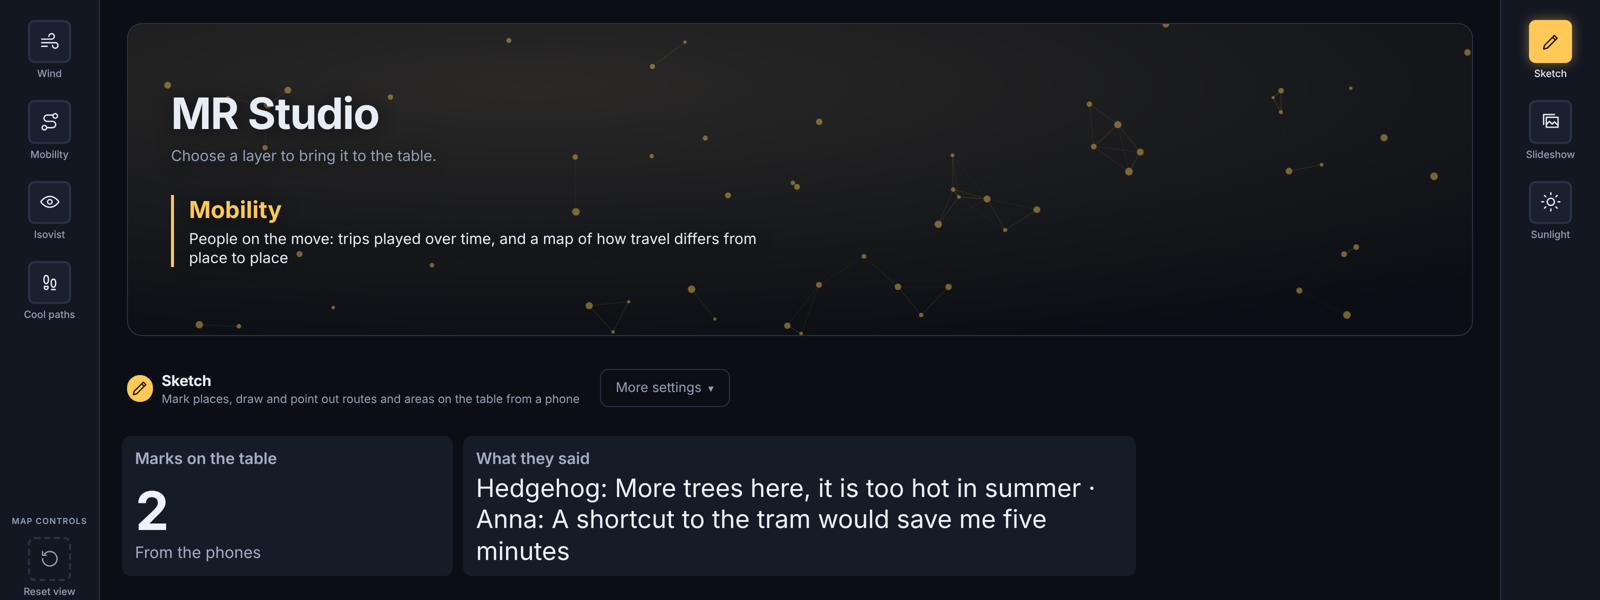 Wind
Mobility
Isovist
Cool paths
MAP CONTROLS
Reset view
MR Studio
Choose a layer to bring it to the table.
Mobility
People on the move: trips played over time, and a map of how travel differs from
place to place
Sketch
Mark places, draw and point out routes and areas on the table from a phone
More settings ▾
Marks on the table
2
From the phones
What they said
Hedgehog: More trees here, it is too hot in summer ·
Anna: A shortcut to the tram would save me five
minutes
Sketch
Slideshow
Sunlight